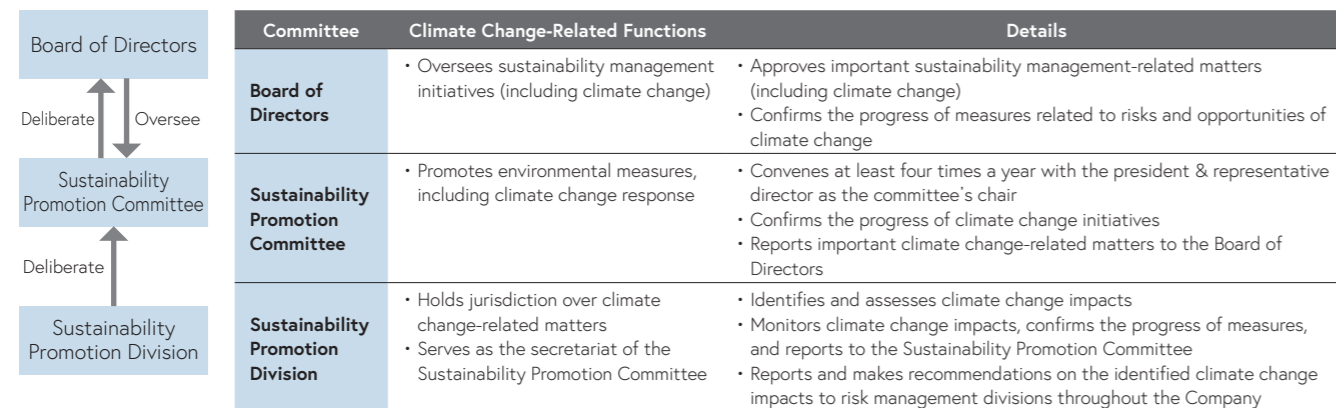 Board of Directors
Deliberate
Oversee
Sustainability
Promotion Committee
Deliberate
Sustainability
Promotion Division
Committee
Climate Change-Related Functions
Details
Board of
Directors
• Oversees sustainability management
initiatives (including climate change)
• Approves important sustainability management-related matters
(including climate change)
• Confirms the progress of measures related to risks and opportunities of
climate change
Sustainability
Promotion
Committee
• Promotes environmental measures,
including climate change response
• Convenes at least four times a year with the president & representative
director as the committee's chair
• Confirms the progress of climate change initiatives
• Reports important climate change-related matters to the Board of
Directors
Sustainability
Promotion
Division
• Holds jurisdiction over climate
change-related matters
• Serves as the secretariat of the
Sustainability Promotion Committee
• Identifies and assesses climate change impacts
• Monitors climate change impacts, confirms the progress of measures,
and reports to the Sustainability Promotion Committee
• Reports and makes recommendations on the identified climate change
impacts to risk management divisions throughout the Company